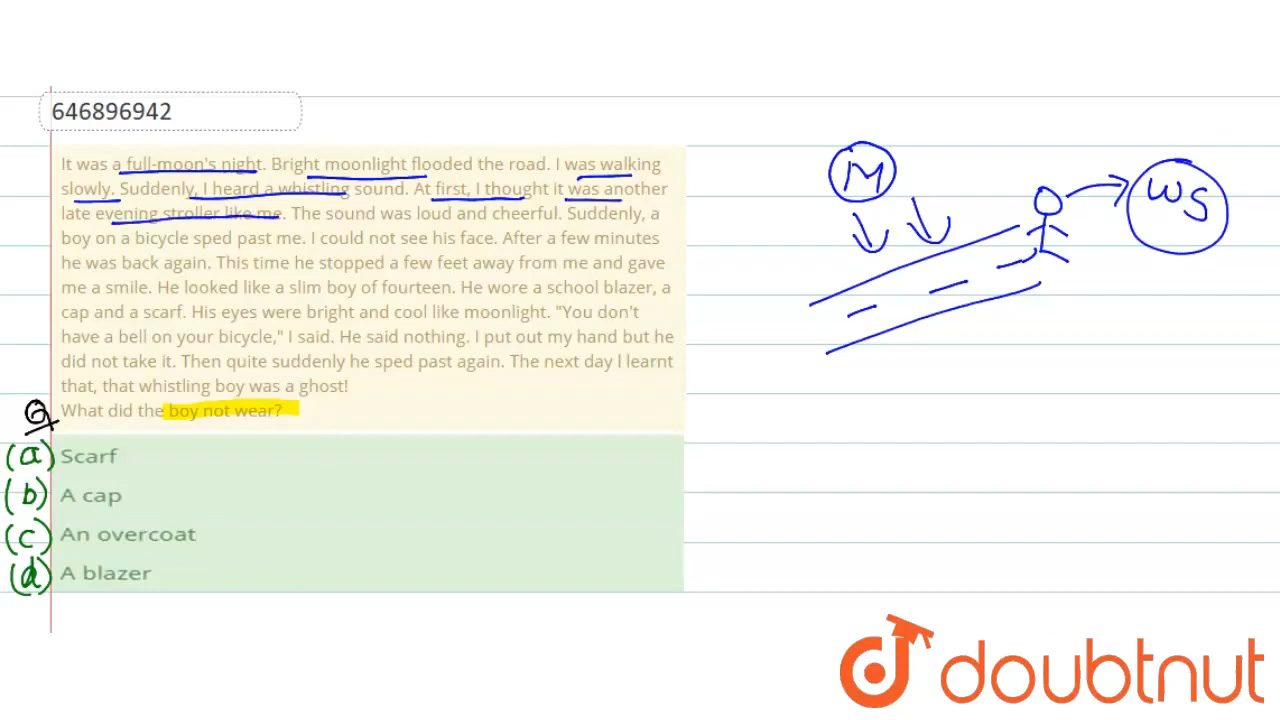 646896942
It was a full-moon's night. Bright moonlight flooded the road. I was walking
slowly. Suddenly, I heard a whistling sound. At first, I thought it was another
late evening stroller like me. The sound was loud and cheerful. Suddenly, a
boy on a bicycle sped past me. I could not see his face. After a few minutes
he was back again. This time he stopped a few feet away from me and gave
me a smile. He looked like a slim boy of fourteen. He wore a school blazer, a
cap and a scarf. His eyes were bright and cool like moonlight. "You don't
have a bell on your bicycle," I said. He said nothing. I put out my hand but he
did not take it. Then quite suddenly he sped past again. The next day l learnt
that, that whistling boy was a ghost!
Q What did the boy not wear?
(a) Scarf
(b) A cap
(c) An overcoat
(d) A blazer
M
WS
doubtnut